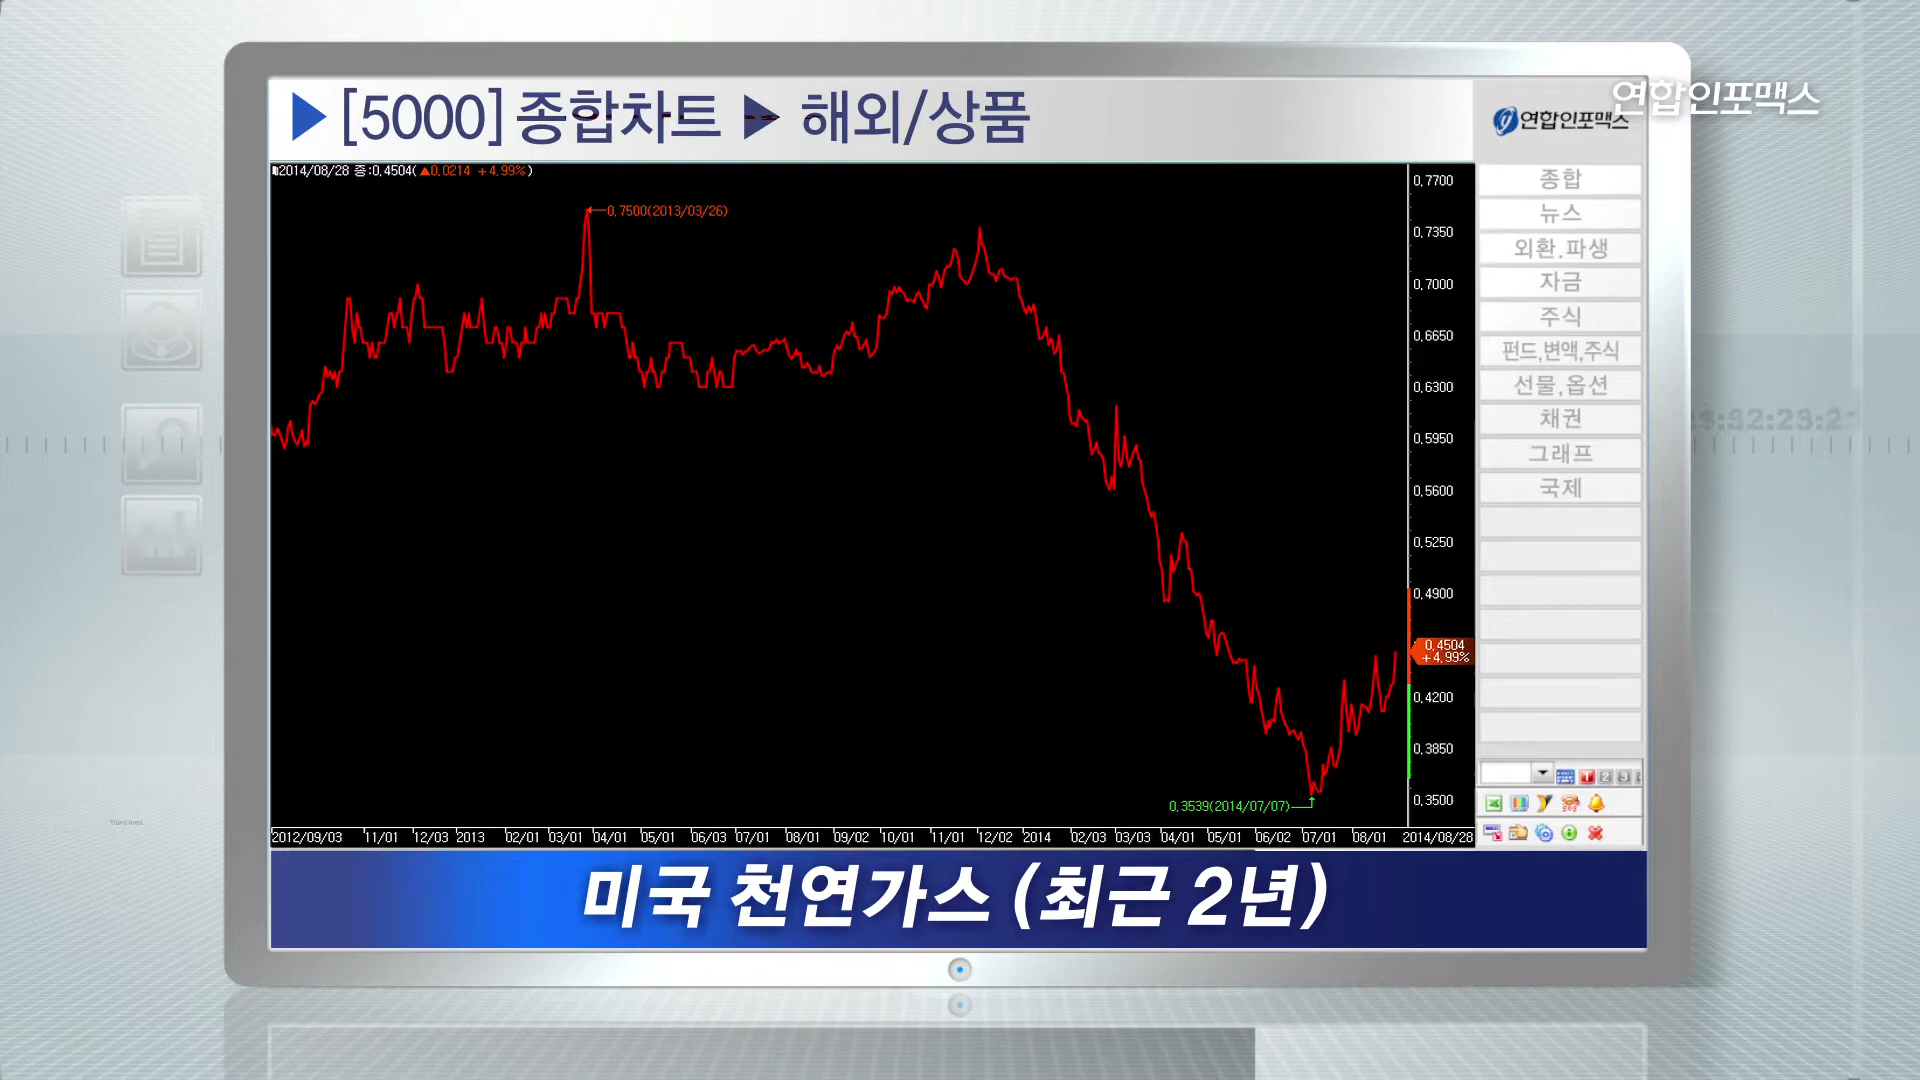 ▶[5000] 종합차트 ▶ 해외/상품
연합인포맥스
연합인포맥스
2014/08/28 종:0.4504(▲0.0214 +4.99%)
0.7500(2013/03/26)
0.3539(2014/07/07)
0.7700
0.7350
0.7000
0.6650
0.6300
0.5950
0.5600
0.5250
0.4900
0.4504
+4.99%
0.4200
0.3850
0.3500
2012/09/03 11/01 12/03 2013 02/01 03/01 04/01 05/01 06/03 07/01 08/01 09/02 10/01 11/01 12/02 2014 02/03 03/03 04/01 05/01 06/02 07/01 08/01 2014/08/28
종합
뉴스
외환.파생
자금
주식
펀드,변액,주식
선물,옵션
채권
그래프
국제
1 2 3
SOS
미국 천연가스 (최근 2년)